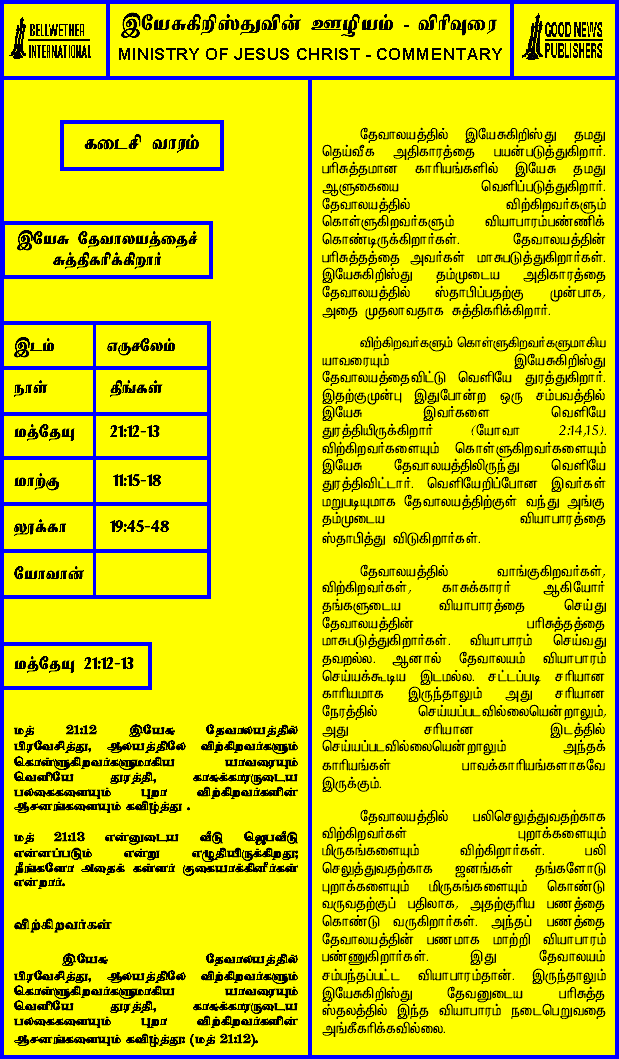 BELLWETHER
INTERNATIONAL
இயேசுகிறிஸ்துவின் ஊழியம் - விரிவுரை
MINISTRY OF JESUS CHRIST - COMMENTARY
GOOD NEWS
PUBLISHERS
கடைசி வாரம்
இயேசு தேவாலயத்தைச்
சுத்திகரிக்கிறார்
இடம் எருசலேம்
நாள் திங்கள்
மத்தேயு 21:12-13
மாற்கு 11:15-18
லூக்கா 19:45-48
யோவான்
மத்தேயு 21:12-13
மத் 21:12 இயேசு தேவாலயத்தில்
பிரவேசித்து, ஆலயத்திலே விற்கிறவர்களும்
கொள்ளுகிறவர்களுமாகிய யாவரையும்
வெளியே துரத்தி, காசுக்காரருடைய
பலகைகளையும் புறா விற்கிறவர்களின்
ஆசனங்களையும் கவிழ்த்து .
மத் 21:13 என்னுடைய வீடு ஜெபவீடு
என்னப்படும் என்று எழுதியிருக்கிறது;
நீங்களோ அதைக் கள்ளர் குகையாக்கினீர்கள்
என்றார்.
விற்கிறவர்கள்
இயேசு தேவாலயத்தில்
பிரவேசித்து, ஆலயத்திலே விற்கிறவர்களும்
கொள்ளுகிறவர்களுமாகிய யாவரையும்
வெளியே துரத்தி, காசுக்காரருடைய
பலகைகளையும் புறா விற்கிறவர்களின்
ஆசனங்களையும் கவிழ்த்து: (மத் 21:12).
தேவாலயத்தில் இயேசுகிறிஸ்து தமது
தெய்வீக அதிகாரத்தை பயன்படுத்துகிறார்.
பரிசுத்தமான காரியங்களில் இயேசு தமது
ஆளுகையை வெளிப்படுத்துகிறார்.
தேவாலயத்தில் விற்கிறவர்களும்
கொள்ளுகிறவர்களும் வியாபாரம்பண்ணிக்
கொண்டிருக்கிறார்கள். தேவாலயத்தின்
பரிசுத்தத்தை அவர்கள் மாசுபடுத்துகிறார்கள்.
இயேசுகிறிஸ்து தம்முடைய அதிகாரத்தை
தேவாலயத்தில் ஸ்தாபிப்பதற்கு முன்பாக,
அதை முதலாவதாக சுத்திகரிக்கிறார்.
விற்கிறவர்களும் கொள்ளுகிறவர்களுமாகிய
யாவரையும் இயேசுகிறிஸ்து
தேவாலயத்தைவிட்டு வெளியே துரத்துகிறார்.
இதற்குமுன்பு இதுபோன்ற ஒரு சம்பவத்தில்
இயேசு இவர்களை வெளியே
துரத்தியிருக்கிறார் (யோவா 2:14,15).
விற்கிறவர்களையும் கொள்ளுகிறவர்களையும்
இயேசு தேவாலயத்திலிருந்து வெளியே
துரத்திவிட்டார். வெளியேறிப்போன இவர்கள்
மறுபடியுமாக தேவாலயத்திற்குள் வந்து அங்கு
தம்முடைய வியாபாரத்தை
ஸ்தாபித்து விடுகிறார்கள்.
தேவாலயத்தில் வாங்குகிறவர்கள்,
விற்கிறவர்கள், காசுக்காரர் ஆகியோர்
தங்களுடைய வியாபாரத்தை செய்து
தேவாலயத்தின் பரிசுத்தத்தை
மாசுபடுத்துகிறார்கள். வியாபாரம் செய்வது
தவறல்ல. ஆனால் தேவாலயம் வியாபாரம்
செய்யக்கூடிய இடமல்ல. சட்டப்படி சரியான
காரியமாக இருந்தாலும் அது சரியான
நேரத்தில் செய்யப்படவில்லையென்றாலும்,
அது சரியான இடத்தில்
செய்யப்படவில்லையென்றாலும் அந்தக்
காரியங்கள் பாவக்காரியங்களாகவே
இருக்கும்.
தேவாலயத்தில் பலிசெலுத்துவதற்காக
விற்கிறவர்கள் புறாக்களையும்
மிருகங்களையும் விற்கிறார்கள். பலி
செலுத்துவதற்காக ஜனங்கள் தங்களோடு
புறாக்களையும் மிருகங்களையும் கொண்டு
வருவதற்குப் பதிலாக, அதற்குரிய பணத்தை
கொண்டு வருகிறார்கள். அந்தப் பணத்தை
தேவாலயத்தின் பணமாக மாற்றி வியாபாரம்
பண்ணுகிறார்கள். இது தேவாலயம்
சம்பந்தப்பட்ட வியாபாரம்தான். இருந்தாலும்
இயேசுகிறிஸ்து தேவனுடைய பரிசுத்த
ஸ்தலத்தில் இந்த வியாபாரம் நடைபெறுவதை
அங்கீகரிக்கவில்லை.